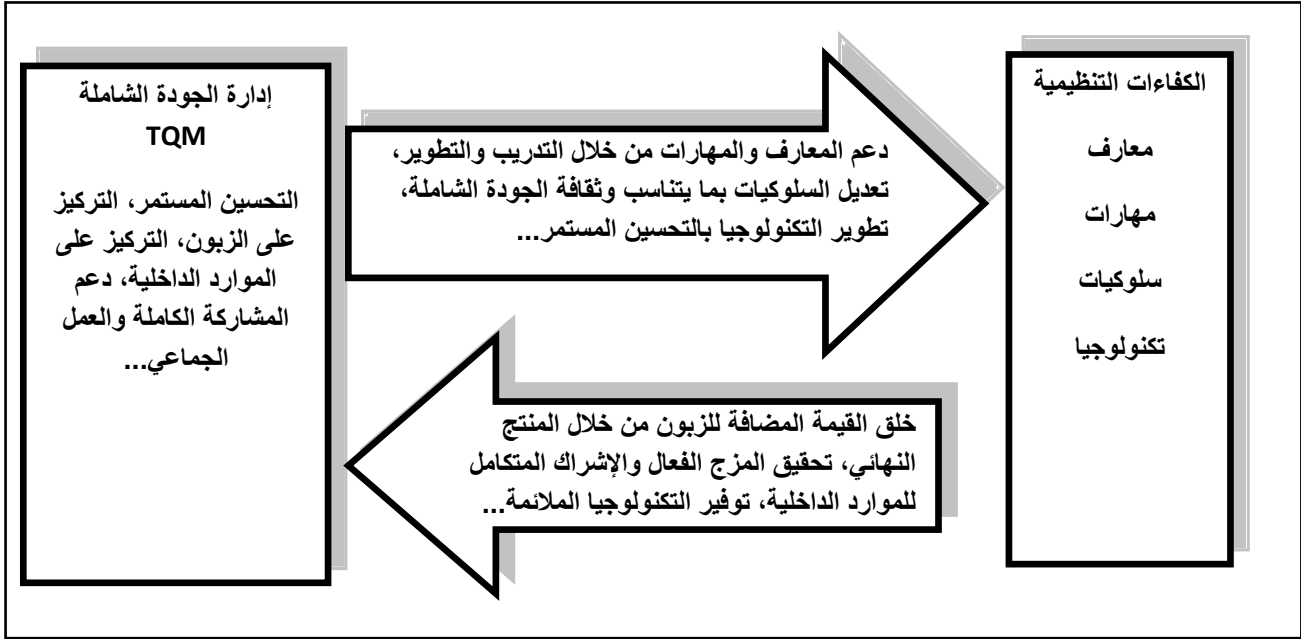 الكفاءات التنظيمية
معارف
مهارات
سلوكيات
تكنولوجيا
دعم المعارف والمهارات من خلال التدريب والتطوير،
تعديل السلوكيات بما يتناسب وثقافة الجودة الشاملة،
تطوير التكنولوجيا بالتحسين المستمر...
خلق القيمة المضافة للزبون من خلال المنتج
النهائي، تحقيق المزج الفعال والإشراك المتكامل
للموارد الداخلية، توفير التكنولوجيا الملائمة...
إدارة الجودة الشاملة
TQM
التحسين المستمر، التركيز
على الزبون، التركيز على
الموارد الداخلية، دعم
المشاركة الكاملة والعمل
الجماعي...